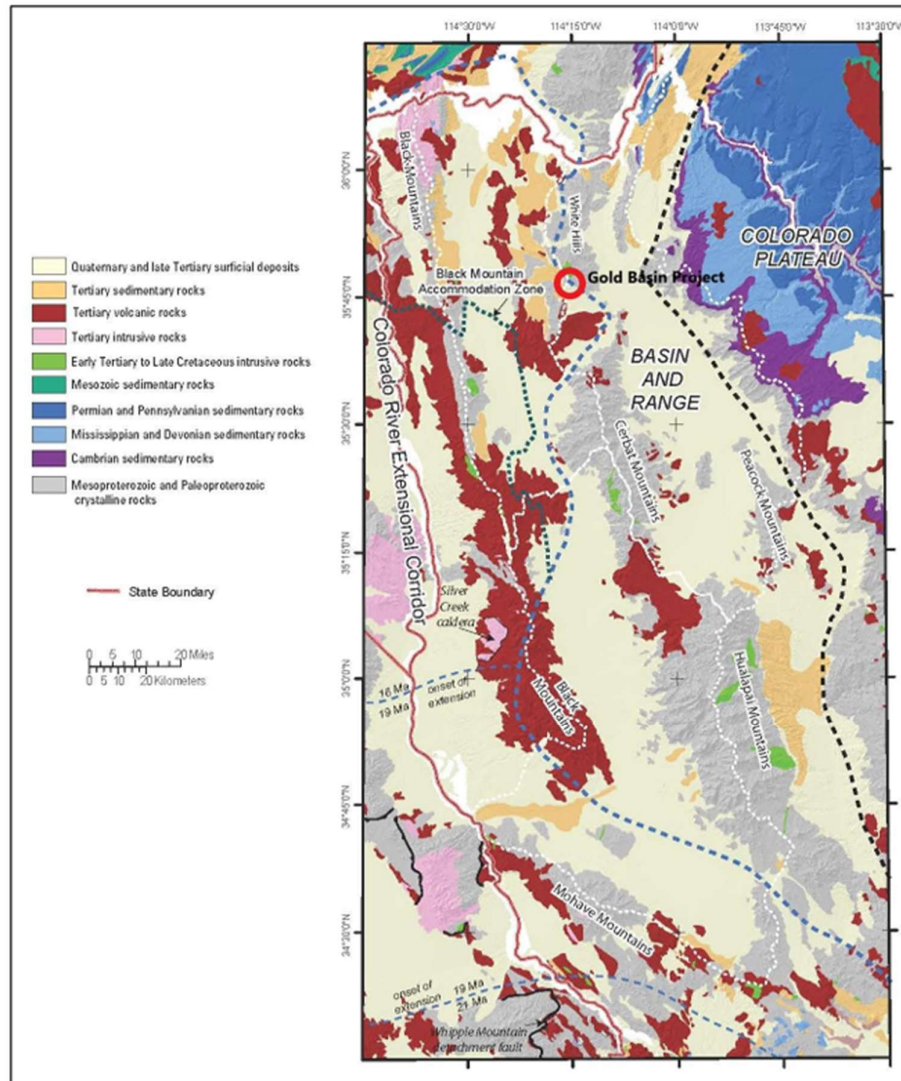 114°30'0"W
114°15'0"W
114°0'0"W
113°45'0"W
113°30'0"W
36°0'0"N
35°45'0"N
35°15'0"N
35°0'0"N
34°45'0"N
34°30'0"N
Black Mountains
White Hills
COLORADO
PLATEAU
Black Mountain
Accommodation Zone
Gold Basin Project
BASIN
AND
RANGE
Colorado River Extensional Corridor
Cerbat Mountains
Peacock Mountains
Silver
Creek
caldera
16 Ma
onset of
19 Ma
extension
Black
Mountains
Hualapai Mountains
Mohave Mountains
onset of
19 Ma
extension
21 Ma
Whipple Mountain
detachment fault
Quaternary and late Tertiary surficial deposits
Tertiary sedimentary rocks
Tertiary volcanic rocks
Tertiary intrusive rocks
Early Tertiary to Late Cretaceous intrusive rocks
Mesozoic sedimentary rocks
Permian and Pennsylvanian sedimentary rocks
Mississippian and Devonian sedimentary rocks
Cambrian sedimentary rocks
Mesoproterozoic and Paleoproterozoic
crystalline rocks
State Boundary
0 5 10 20 Miles
0 5 10 20 Kilometers